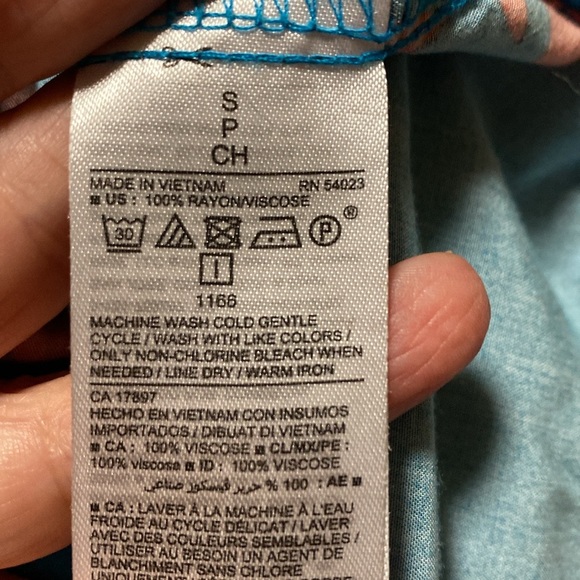 S
P
CH
MADE IN VIETNAM RN 54023
US : 100% RAYON/VISCOSE
30 P ®
1166
MACHINE WASH COLD GENTLE
CYCLE / WASH WITH LIKE COLORS /
ONLY NON-CHLORINE BLEACH WHEN
NEEDED / LINE DRY / WARM IRON
CA 17897
HECHO EN VIETNAM CON INSUMOS
IMPORTADOS / DIBUAT DI VIETNAM
CA : 100% VISCOSE CL/MX/PE :
100% viscose ID : 100% VISCOSE
AE : 100 % حرير فيسكوز صناعي
CA : LAVER À LA MACHINE À L'EAU
FROIDE AU CYCLE DÉLICAT / LAVER
AVEC DES COULEURS SEMBLABLES /
UTILISER AU BESOIN UN AGENT DE
BLANCHIMENT SANS CHLORE
UNIQUEMENT